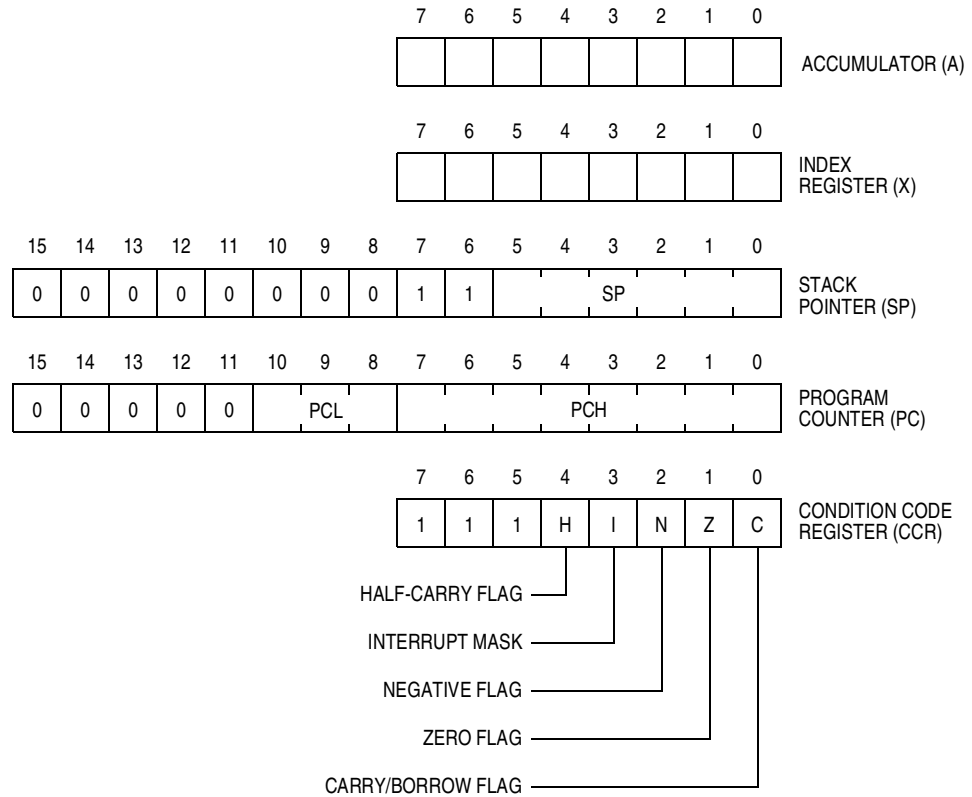 7 6 5 4 3 2 1 0
ACCUMULATOR (A)
7 6 5 4 3 2 1 0
INDEX
REGISTER (X)
15 14 13 12 11 10 9 8 7 6 5 4 3 2 1 0
0 0 0 0 0 0 0 0 1 1 SP
STACK
POINTER (SP)
15 14 13 12 11 10 9 8 7 6 5 4 3 2 1 0
0 0 0 0 0 PCL PCH
PROGRAM
COUNTER (PC)
7 6 5 4 3 2 1 0
1 1 1 H I N Z C
CONDITION CODE
REGISTER (CCR)
HALF-CARRY FLAG
INTERRUPT MASK
NEGATIVE FLAG
ZERO FLAG
CARRY/BORROW FLAG